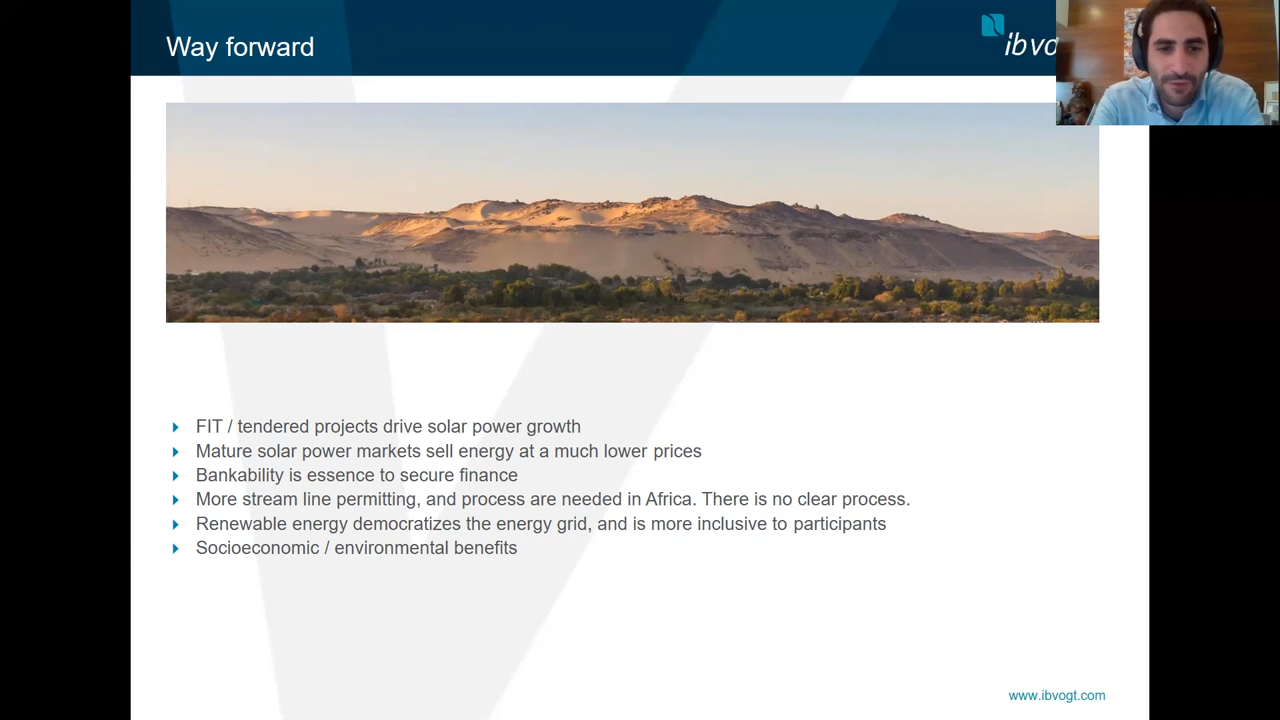 Way forward
ib vo
FIT / tendered projects drive solar power growth
Mature solar power markets sell energy at a much lower prices
Bankability is essence to secure finance
More stream line permitting, and process are needed in Africa. There is no clear process.
Renewable energy democratizes the energy grid, and is more inclusive to participants
Socioeconomic / environmental benefits
www.ibvogt.com